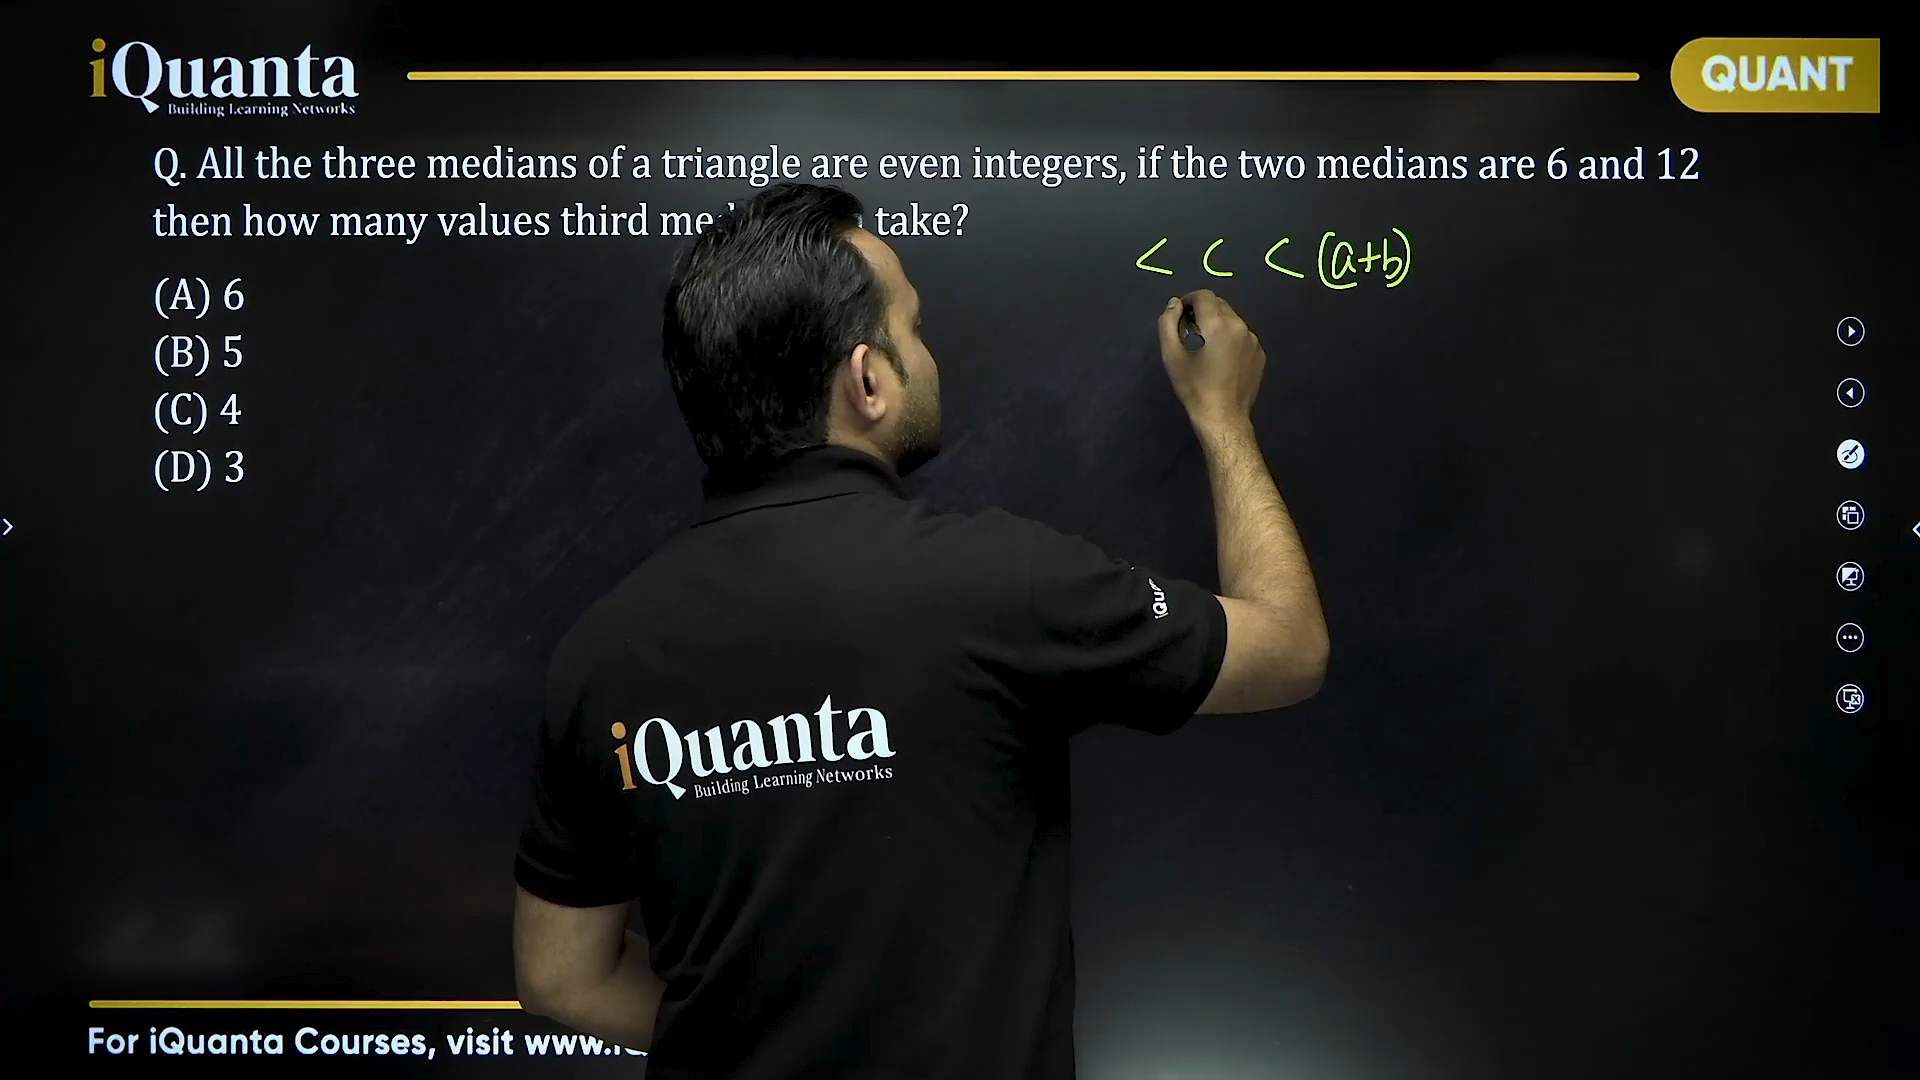 iQuanta
Building Learning Networks
QUANT
Q. All the three medians of a triangle are even integers, if the two medians are 6 and 12
then how many values third take?
< c < (a+b)
(A) 6
(B) 5
(C) 4
(D) 3
iQuanta
Building Learning Networks
For iQuanta Courses, visit